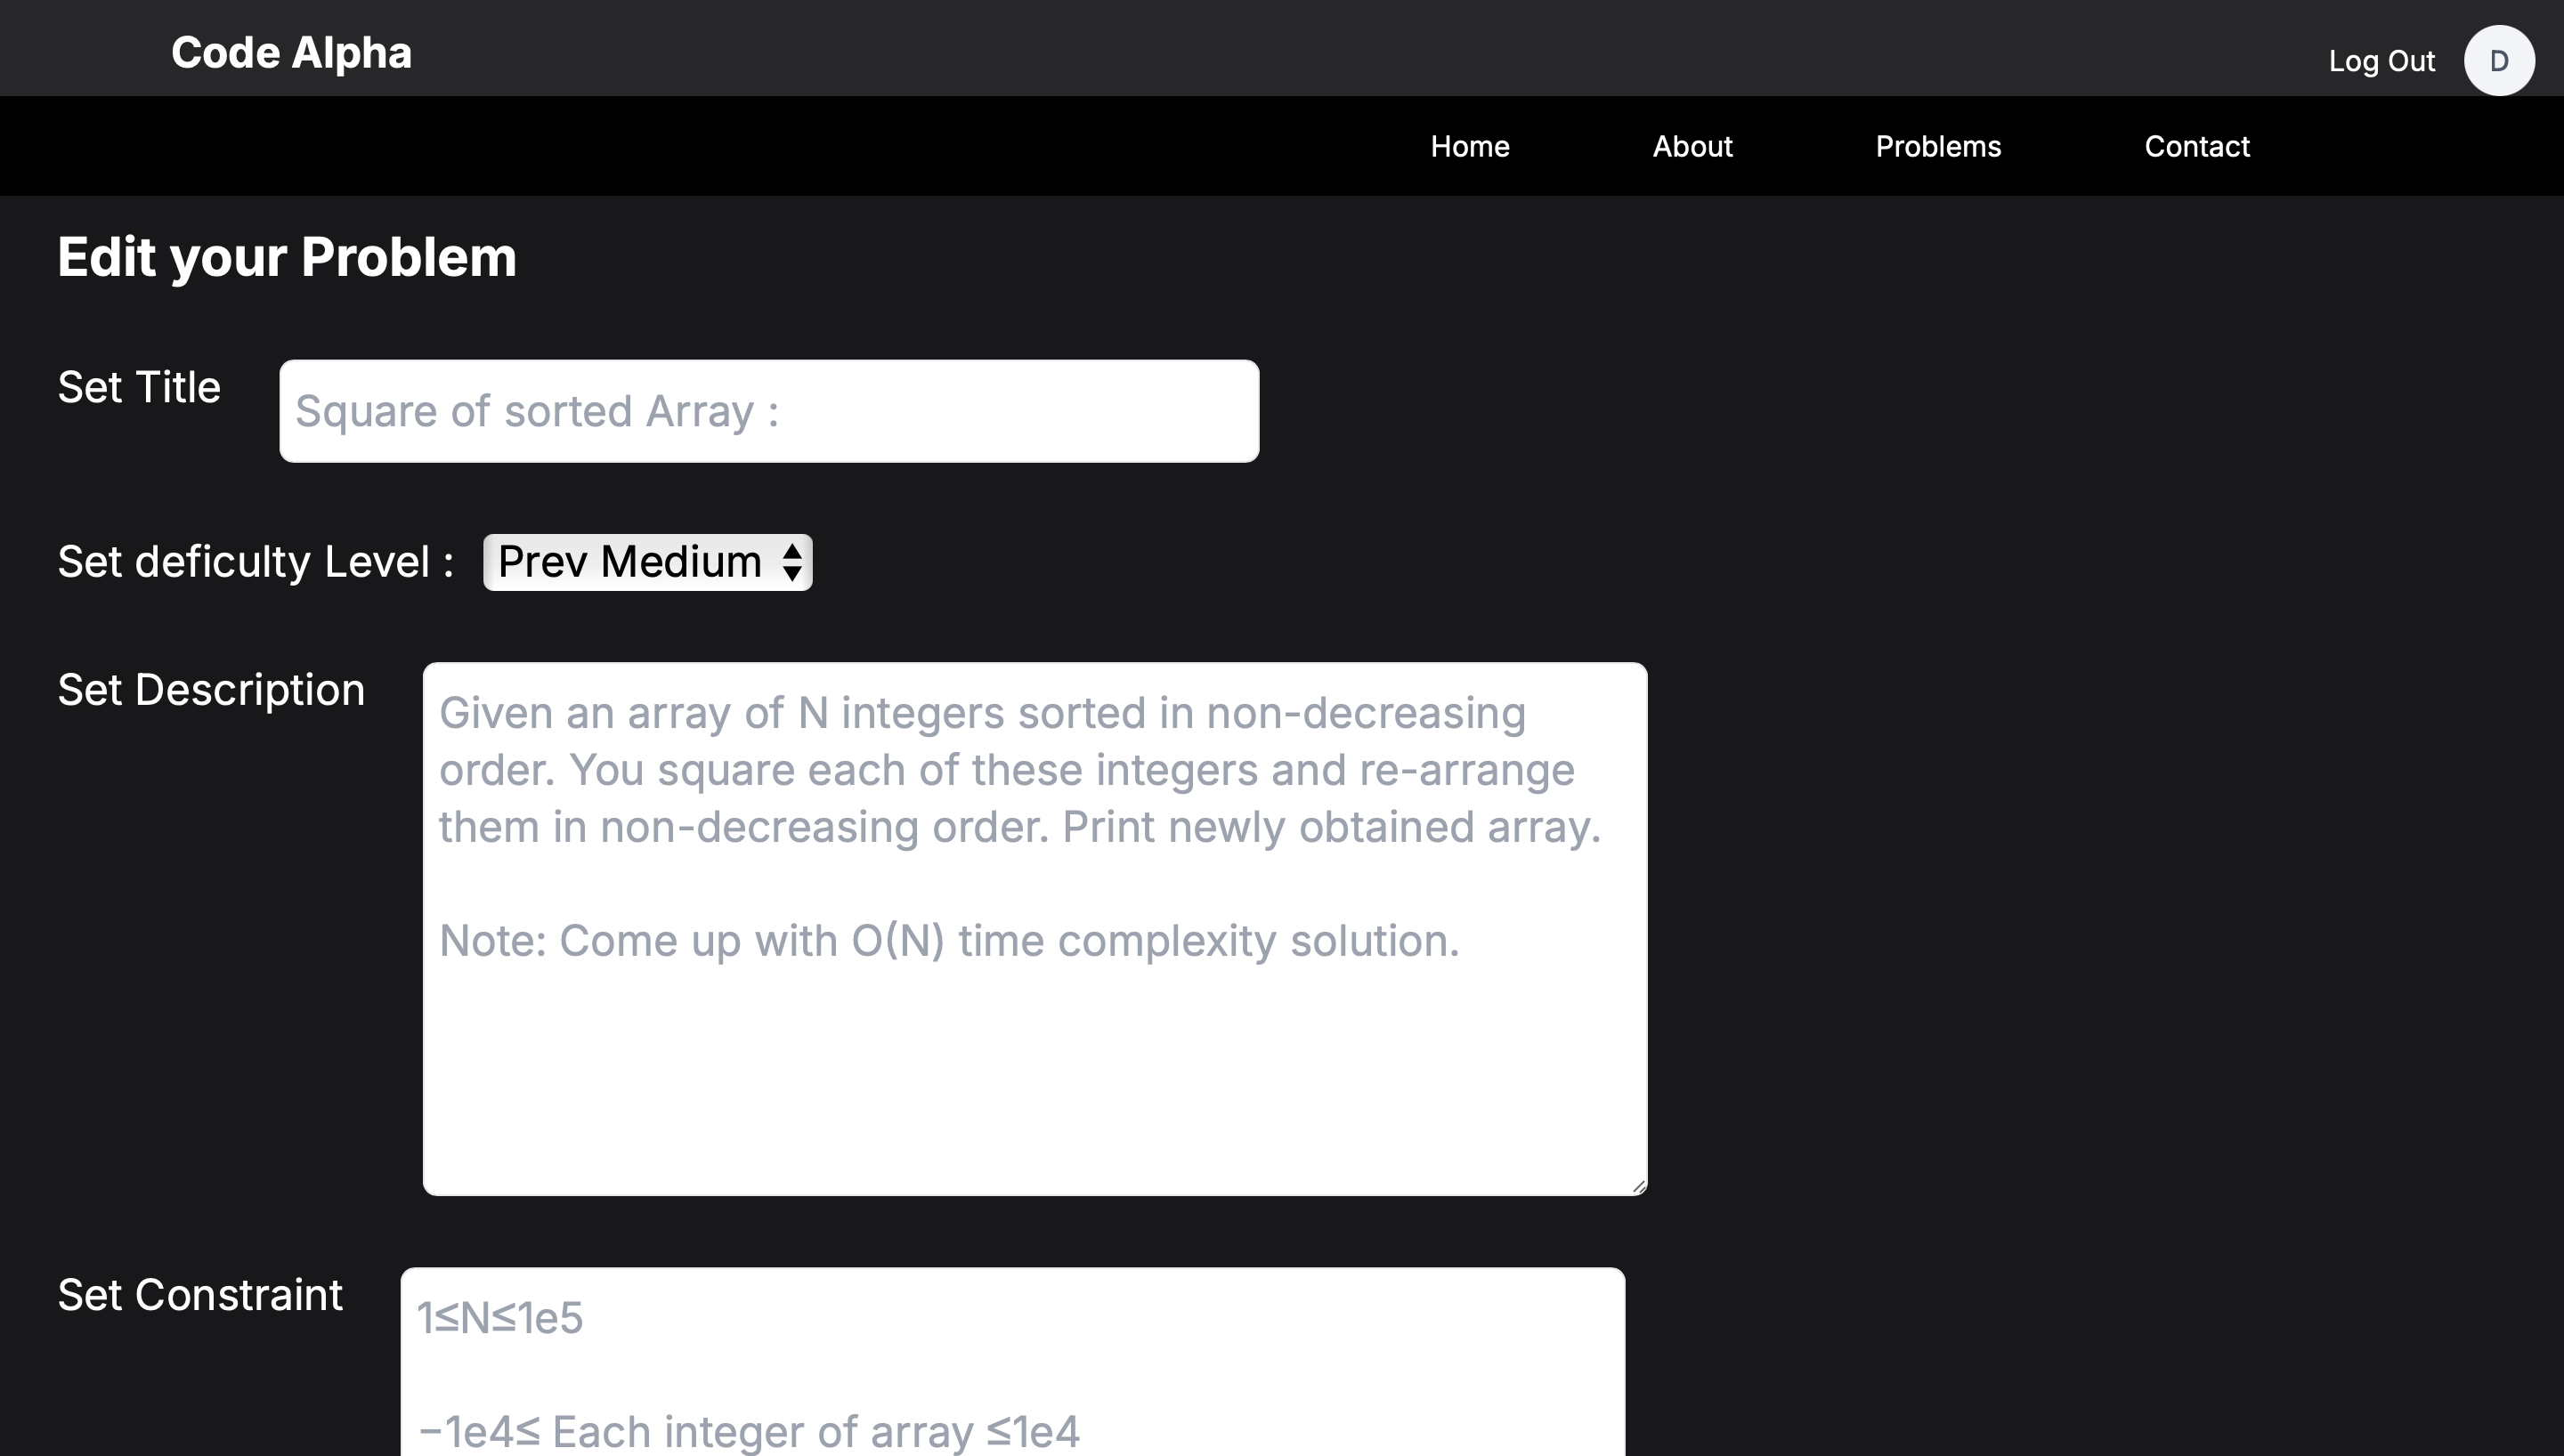 Code Alpha
Log Out
D
Home About Problems Contact
Edit your Problem
Set Title
Square of sorted Array :
Set deficulty Level :
Prev Medium
Set Description
Given an array of N integers sorted in non-decreasing
order. You square each of these integers and re-arrange
them in non-decreasing order. Print newly obtained array.
Note: Come up with O(N) time complexity solution.
Set Constraint
1≤N≤1e5
−1e4≤ Each integer of array ≤1e4